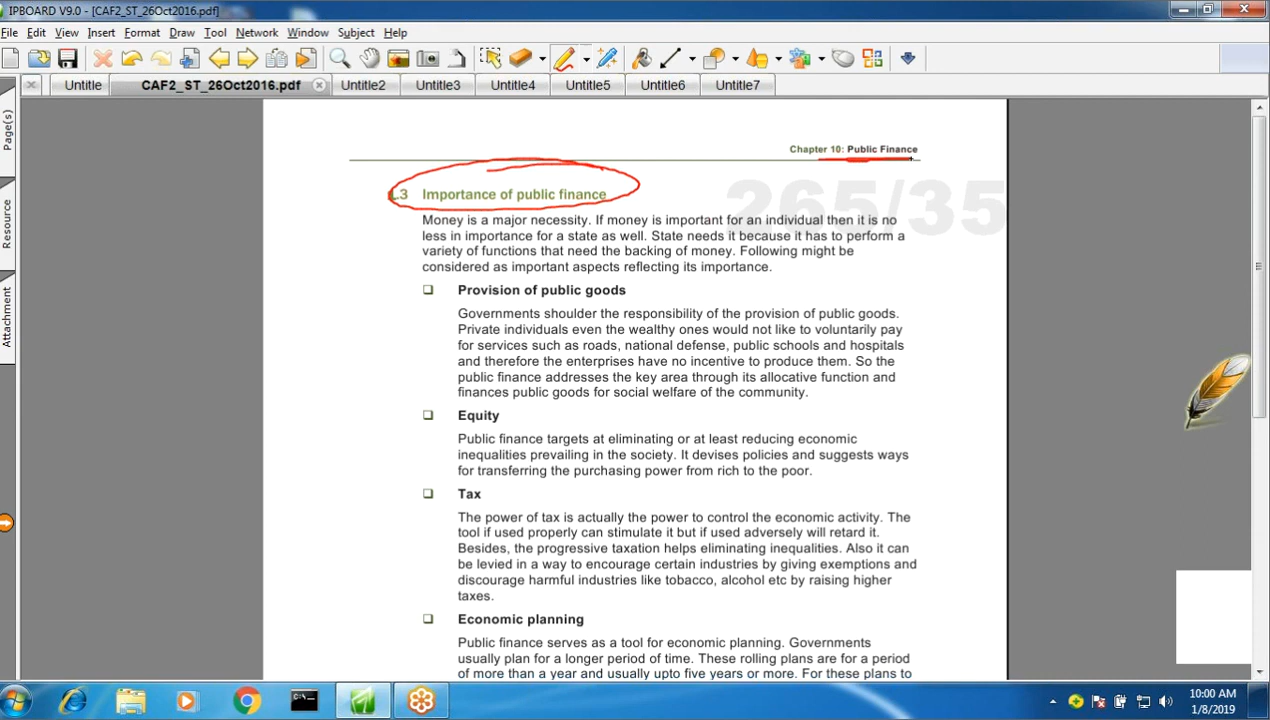 IPBOARD V9.0 - [CAF2_ST_26Oct2016.pdf]
File Edit View Insert Format Draw Tool Network Window Subject Help
Untitle CAF2_ST_26Oct2016.pdf Untitle2 Untitle3 Untitle4 Untitle5 Untitle6 Untitle7
Page(s)
Resource
Attachment
Chapter 10: Public Finance
265/35
.3 Importance of public finance
Money is a major necessity. If money is important for an individual then it is no
less in importance for a state as well. State needs it because it has to perform a
variety of functions that need the backing of money. Following might be
considered as important aspects reflecting its importance.
❑ Provision of public goods
Governments shoulder the responsibility of the provision of public goods.
Private individuals even the wealthy ones would not like to voluntarily pay
for services such as roads, national defense, public schools and hospitals
and therefore the enterprises have no incentive to produce them. So the
public finance addresses the key area through its allocative function and
finances public goods for social welfare of the community.
❑ Equity
Public finance targets at eliminating or at least reducing economic
inequalities prevailing in the society. It devises policies and suggests ways
for transferring the purchasing power from rich to the poor.
❑ Tax
The power of tax is actually the power to control the economic activity. The
tool if used properly can stimulate it but if used adversely will retard it.
Besides, the progressive taxation helps eliminating inequalities. Also it can
be levied in a way to encourage certain industries by giving exemptions and
discourage harmful industries like tobacco, alcohol etc by raising higher
taxes.
❑ Economic planning
Public finance serves as a tool for economic planning. Governments
usually plan for a longer period of time. These rolling plans are for a period
of more than a year and usually upto five years or more. For these plans to
10:00 AM
1/8/2019